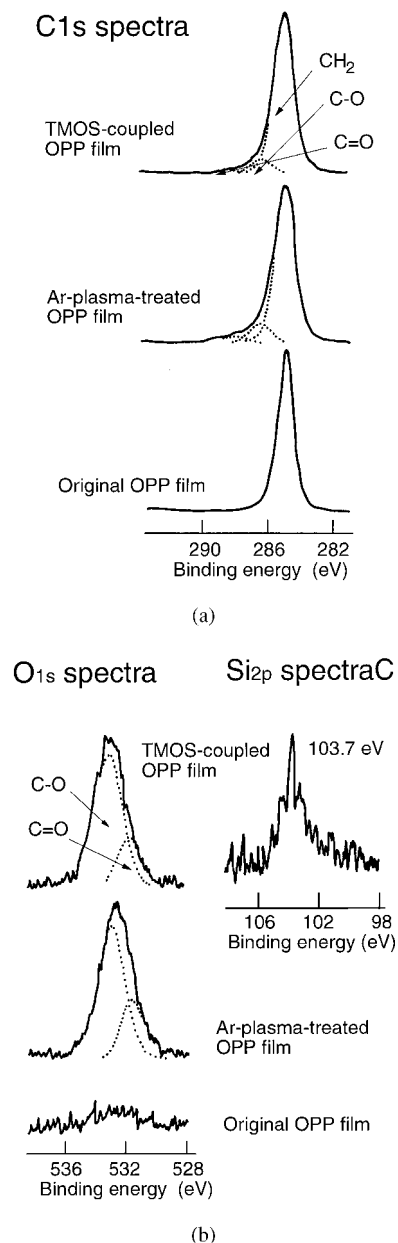 C1s spectra
CH2
C-O
C=O
TMOS-coupled
OPP film
Ar-plasma-treated
OPP film
Original OPP film
290 286 282
Binding energy (eV)
(a)
O1s spectra
Si2p spectraC
TMOS-coupled
OPP film
103.7 eV
C-O
C=O
106 102 98
Binding energy (eV)
Ar-plasma-treated
OPP film
Original OPP film
536 532 528
Binding energy (eV)
(b)